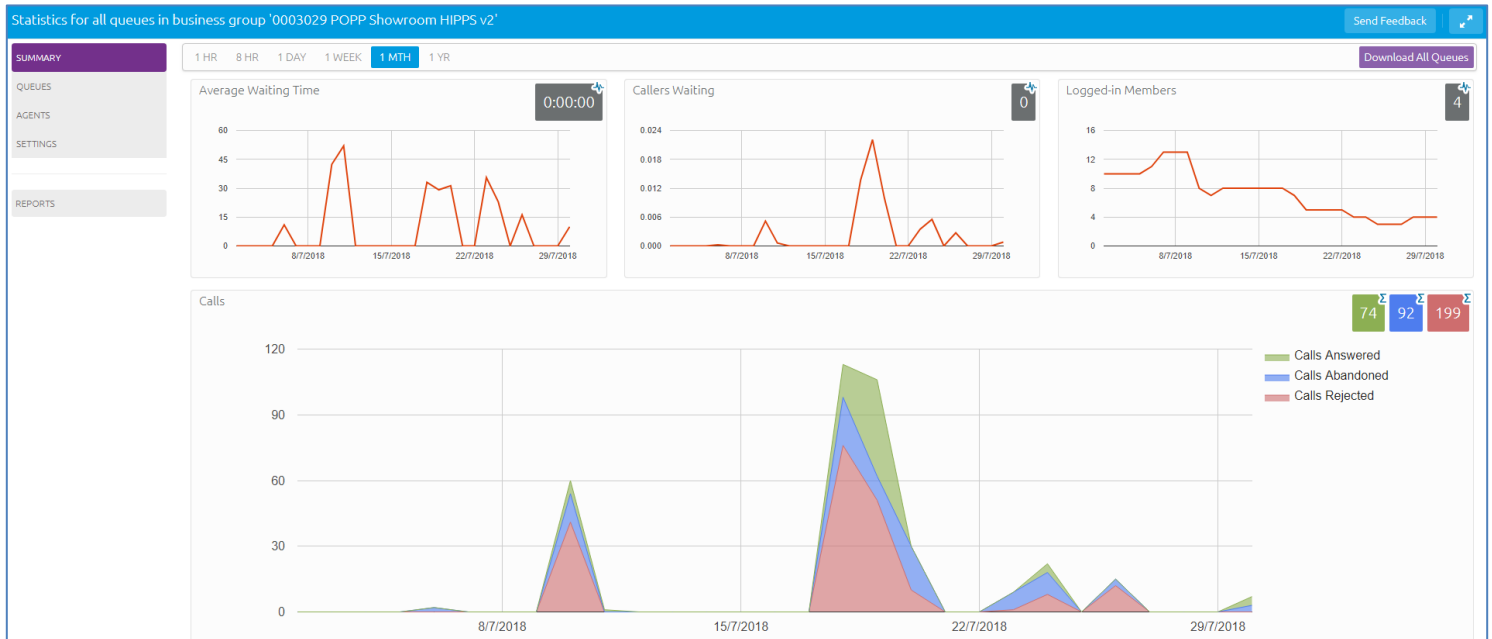 Statistics for all queues in business group '0003029 POPP Showroom HIPPS v2'
Send Feedback
SUMMARY
QUEUES
AGENTS
SETTINGS
REPORTS
1 HR 8 HR 1 DAY 1 WEEK 1 MTH 1 YR
Download All Queues
Average Waiting Time
0:00:00
60
45
30
15
0
8/7/2018 15/7/2018 22/7/2018 29/7/2018
Callers Waiting
0
0.024
0.018
0.012
0.006
0.000
8/7/2018 15/7/2018 22/7/2018 29/7/2018
Logged-in Members
4
16
12
8
4
0
8/7/2018 15/7/2018 22/7/2018 29/7/2018
Calls
Σ Σ Σ
74 92 199
120
90
60
30
0
8/7/2018 15/7/2018 22/7/2018 29/7/2018
Calls Answered
Calls Abandoned
Calls Rejected